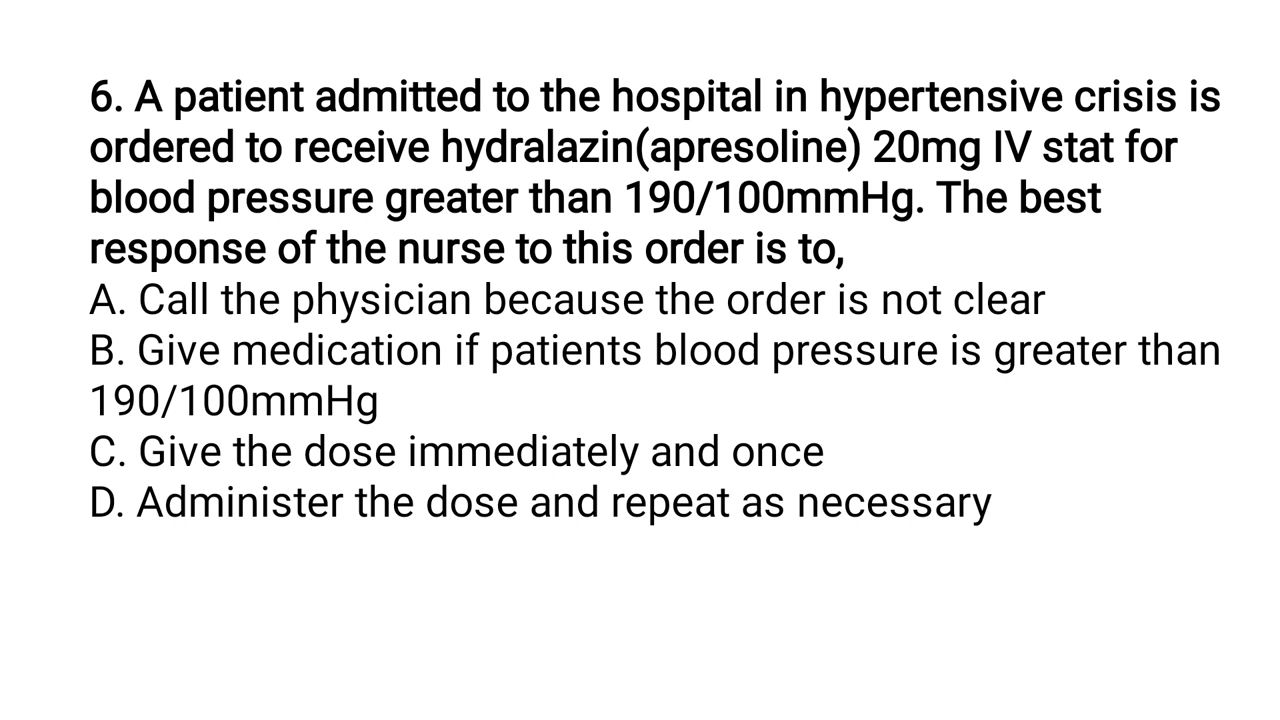 6. A patient admitted to the hospital in hypertensive crisis is
ordered to receive hydralazin(apresoline) 20mg IV stat for
blood pressure greater than 190/100mmHg. The best
response of the nurse to this order is to,
A. Call the physician because the order is not clear
B. Give medication if patients blood pressure is greater than
190/100mmHg
C. Give the dose immediately and once
D. Administer the dose and repeat as necessary